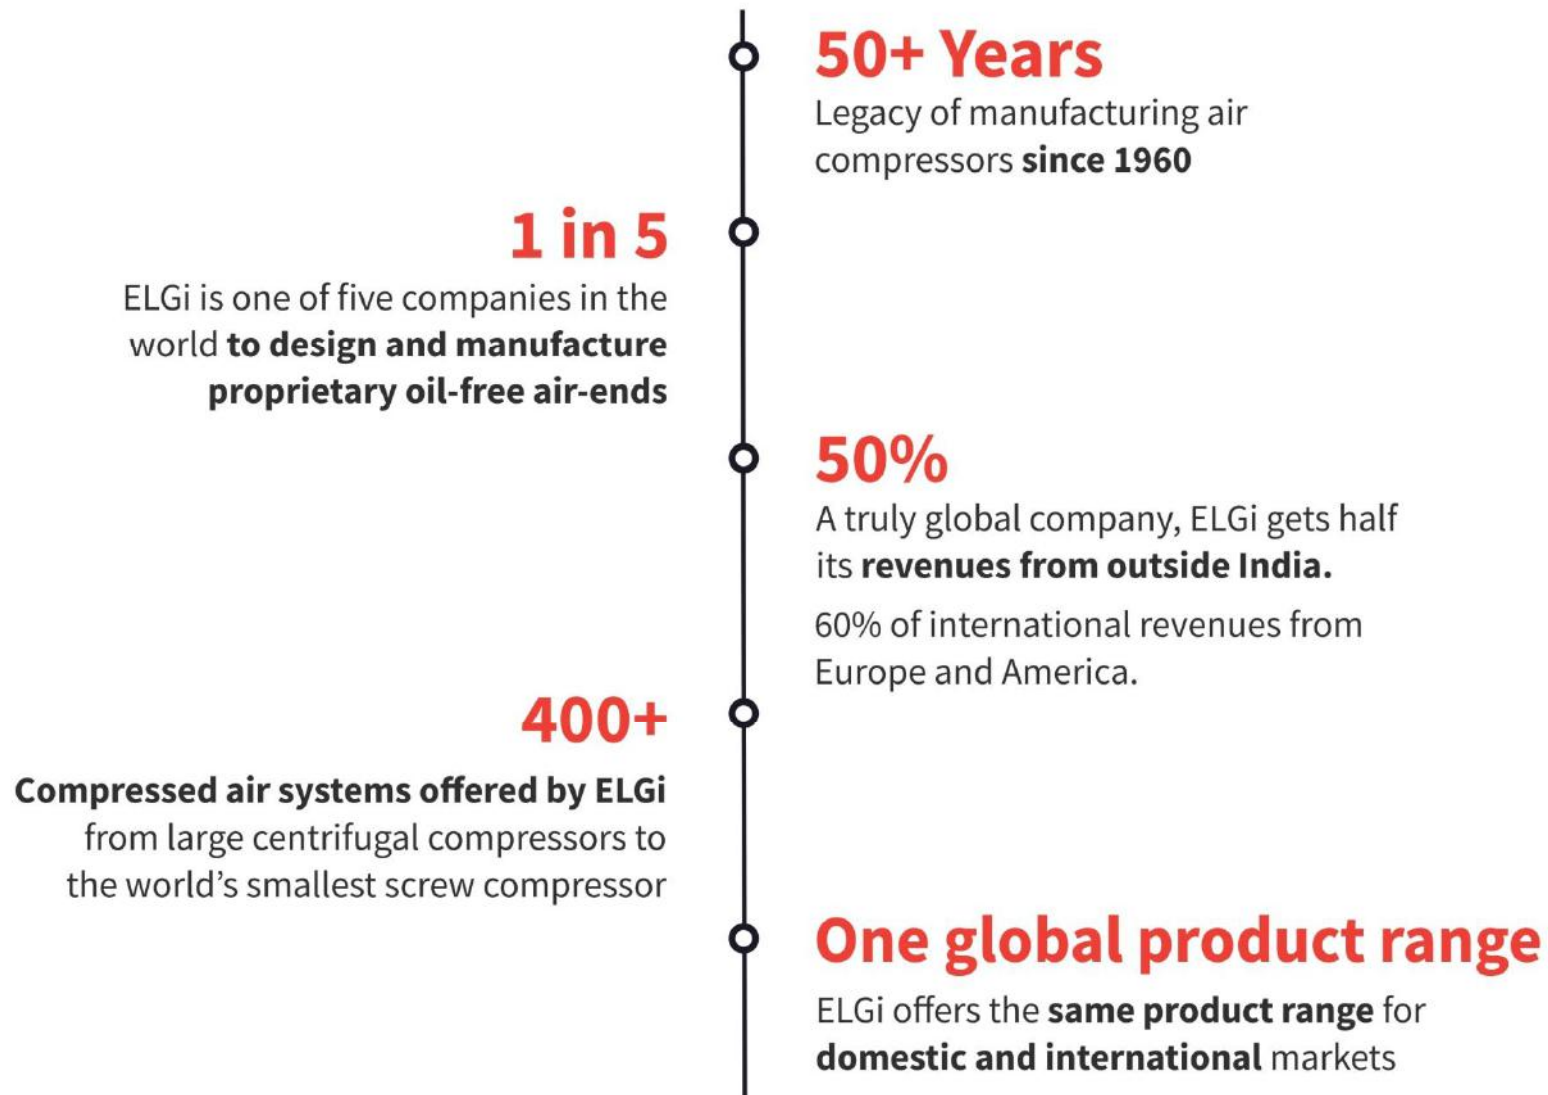 50+ Years
Legacy of manufacturing air
compressors since 1960
1 in 5
ELGi is one of five companies in the
world to design and manufacture
proprietary oil-free air-ends
50%
A truly global company, ELGi gets half
its revenues from outside India.
60% of international revenues from
Europe and America.
400+
Compressed air systems offered by ELGi
from large centrifugal compressors to
the world's smallest screw compressor
One global product range
ELGi offers the same product range for
domestic and international markets